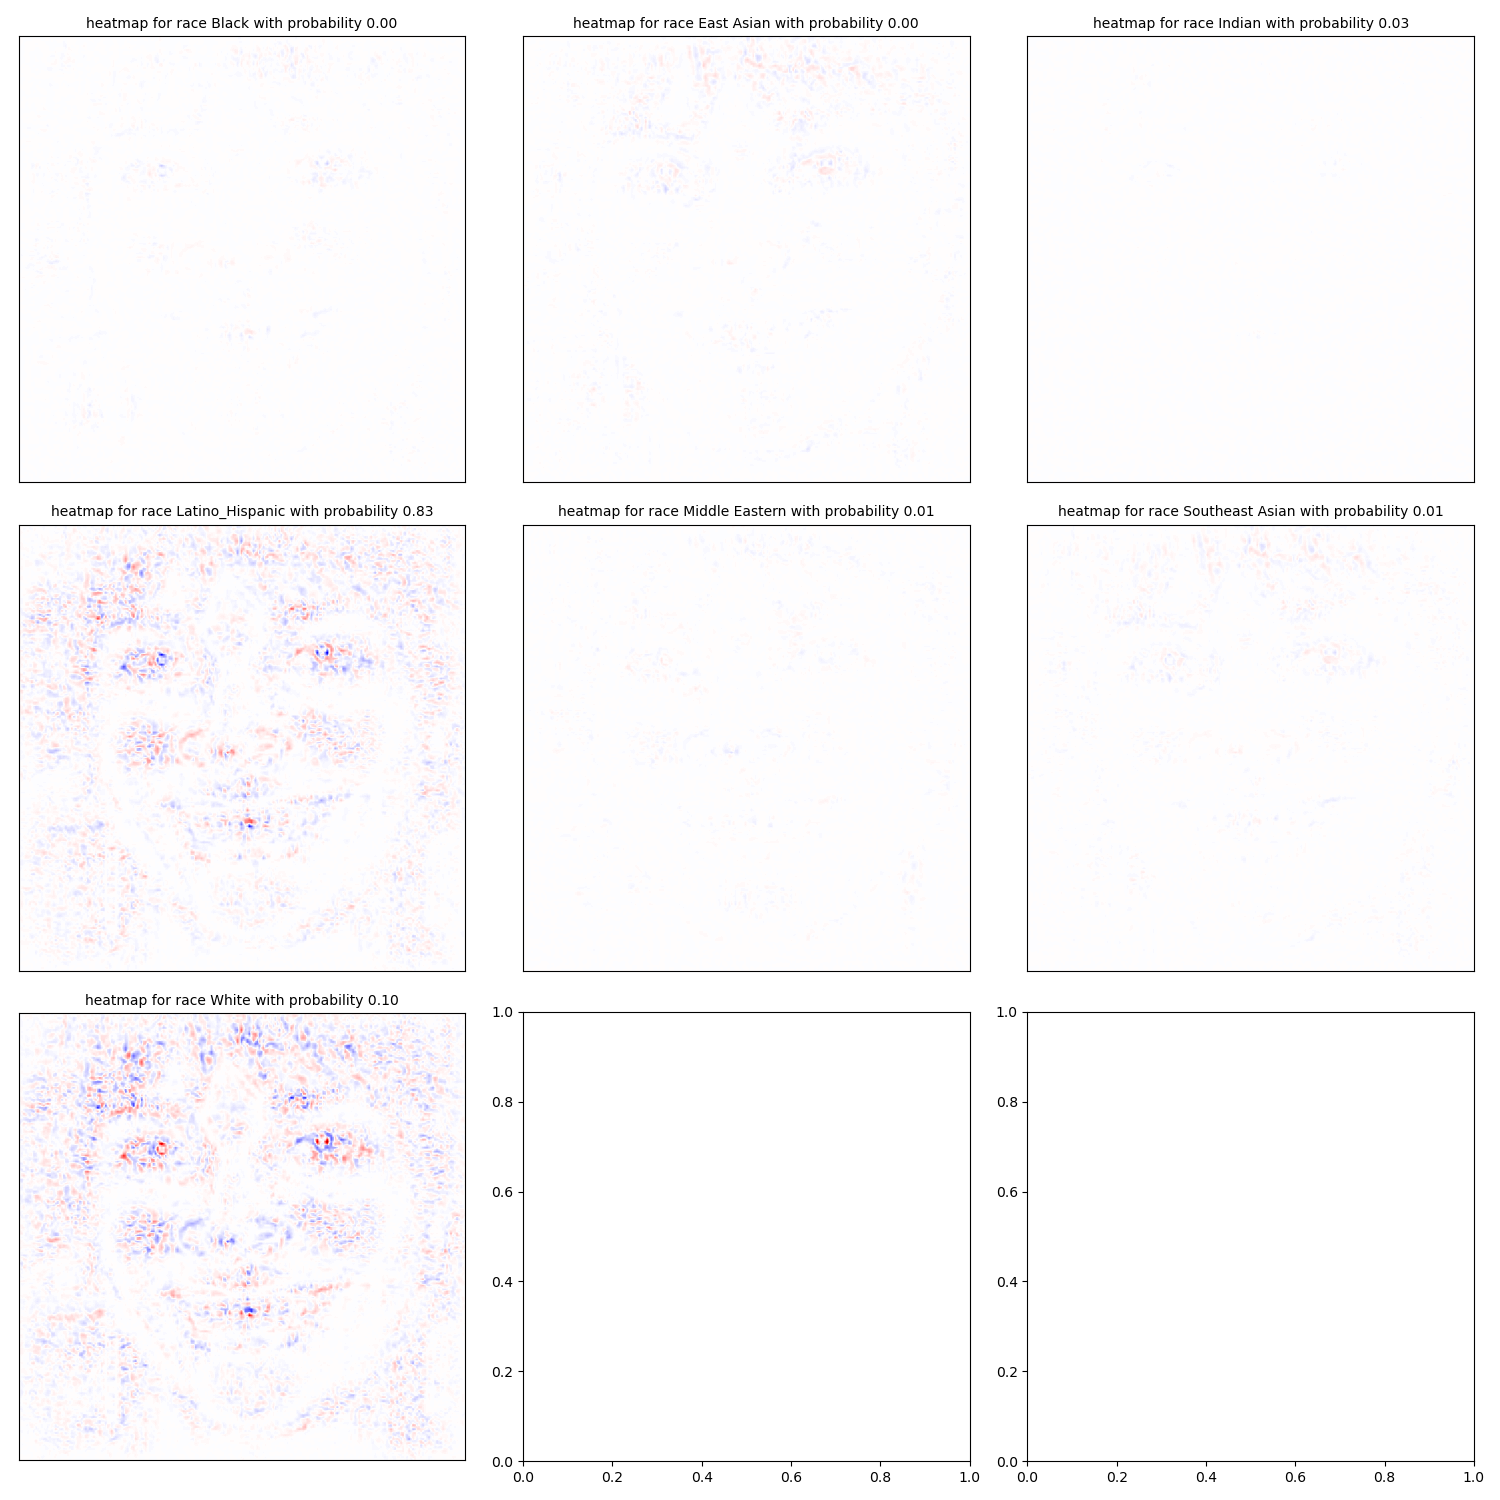 heatmap for race Black with probability 0.00
heatmap for race East Asian with probability 0.00
heatmap for race Indian with probability 0.03
heatmap for race Latino_Hispanic with probability 0.83
heatmap for race Middle Eastern with probability 0.01
heatmap for race Southeast Asian with probability 0.01
heatmap for race White with probability 0.10
1.0
0.8
0.6
0.4
0.2
0.0
0.0 0.2 0.4 0.6 0.8 1.0
1.0
0.8
0.6
0.4
0.2
0.0
0.0 0.2 0.4 0.6 0.8 1.0